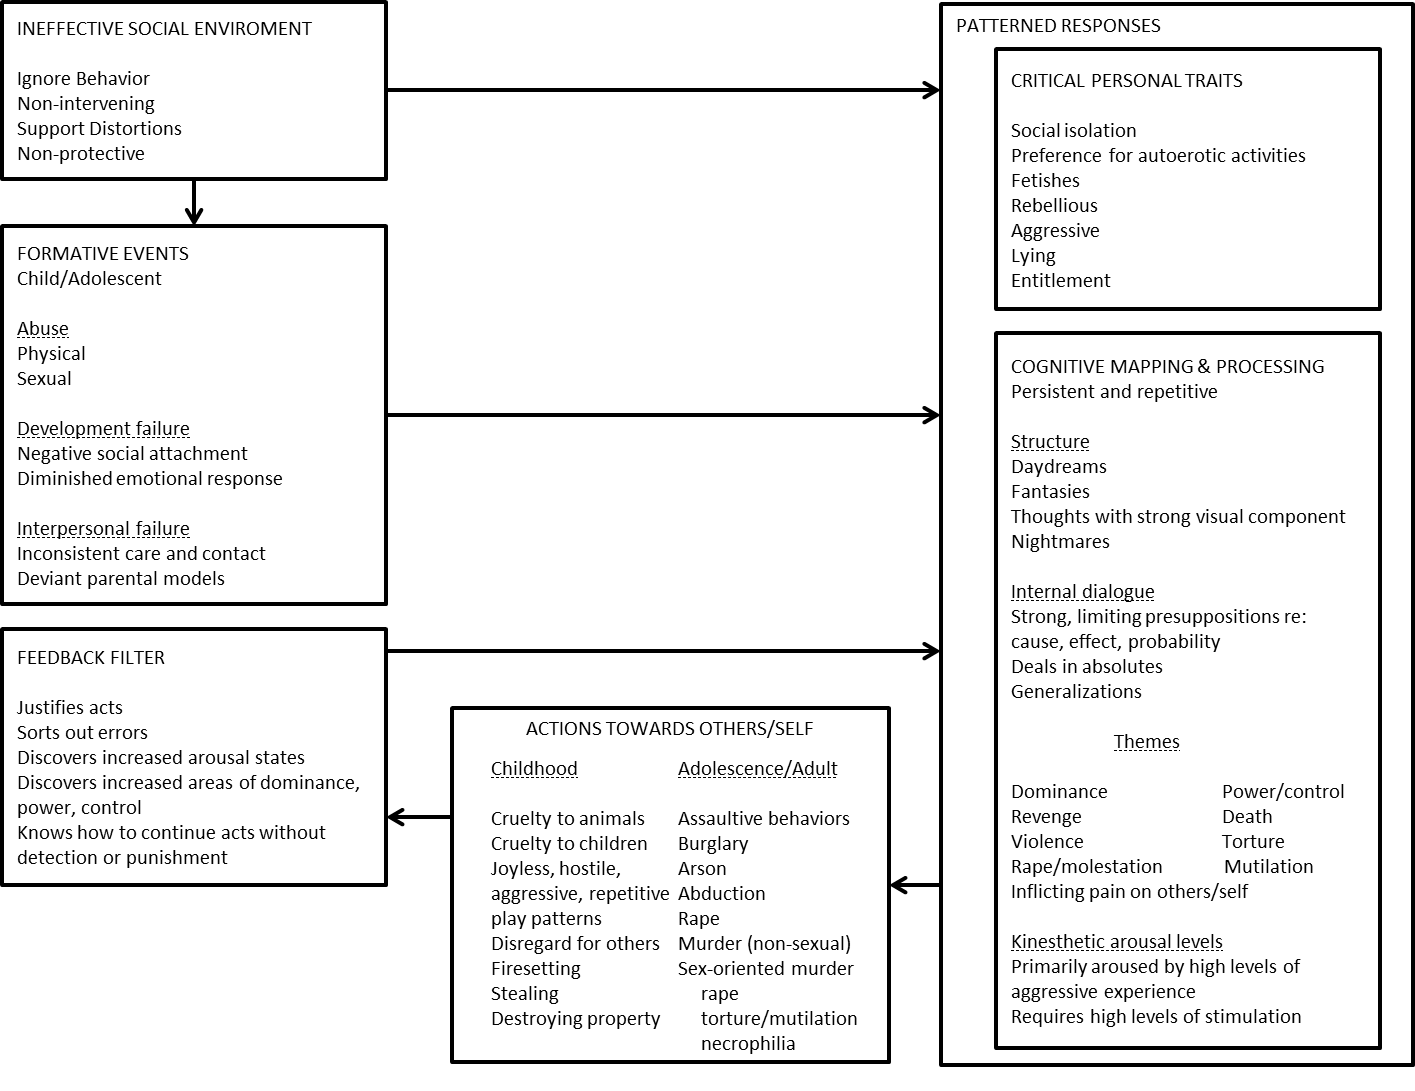 INEFFECTIVE SOCIAL ENVIROMENT
Ignore Behavior
Non-intervening
Support Distortions
Non-protective
FORMATIVE EVENTS
Child/Adolescent
Abuse
Physical
Sexual
Development failure
Negative social attachment
Diminished emotional response
Interpersonal failure
Inconsistent care and contact
Deviant parental models
FEEDBACK FILTER
Justifies acts
Sorts out errors
Discovers increased arousal states
Discovers increased areas of dominance,
power, control
Knows how to continue acts without
detection or punishment
ACTIONS TOWARDS OTHERS/SELF
Childhood
Cruelty to animals
Cruelty to children
Joyless, hostile,
aggressive, repetitive
play patterns
Disregard for others
Firesetting
Stealing
Destroying property
Adolescence/Adult
Assaultive behaviors
Burglary
Arson
Abduction
Rape
Murder (non-sexual)
Sex-oriented murder
rape
torture/mutilation
necrophilia
PATTERNED RESPONSES
CRITICAL PERSONAL TRAITS
Social isolation
Preference for autoerotic activities
Fetishes
Rebellious
Aggressive
Lying
Entitlement
COGNITIVE MAPPING & PROCESSING
Persistent and repetitive
Structure
Daydreams
Fantasies
Thoughts with strong visual component
Nightmares
Internal dialogue
Strong, limiting presuppositions re:
cause, effect, probability
Deals in absolutes
Generalizations
Themes
Dominance Power/control
Revenge Death
Violence Torture
Rape/molestation Mutilation
Inflicting pain on others/self
Kinesthetic arousal levels
Primarily aroused by high levels of
aggressive experience
Requires high levels of stimulation